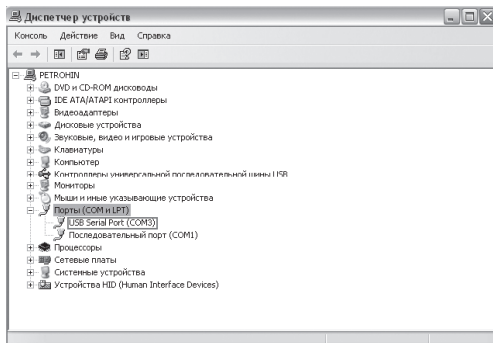 Диспетчер устройств
Консоль Действие Вид Справка
PETROHIN
DVD и CD-ROM дисководы
IDE ATA/ATAPI контроллеры
Видеоадаптеры
Дисковые устройства
Звуковые, видео и игровые устройства
Клавиатуры
Компьютер
Контроллеры универсальной последовательной шины USB
Мониторы
Мыши и иные указывающие устройства
Порты (COM и LPT)
USB Serial Port (COM3)
Последовательный порт (COM1)
Процессоры
Сетевые платы
Системные устройства
Устройства HID (Human Interface Devices)